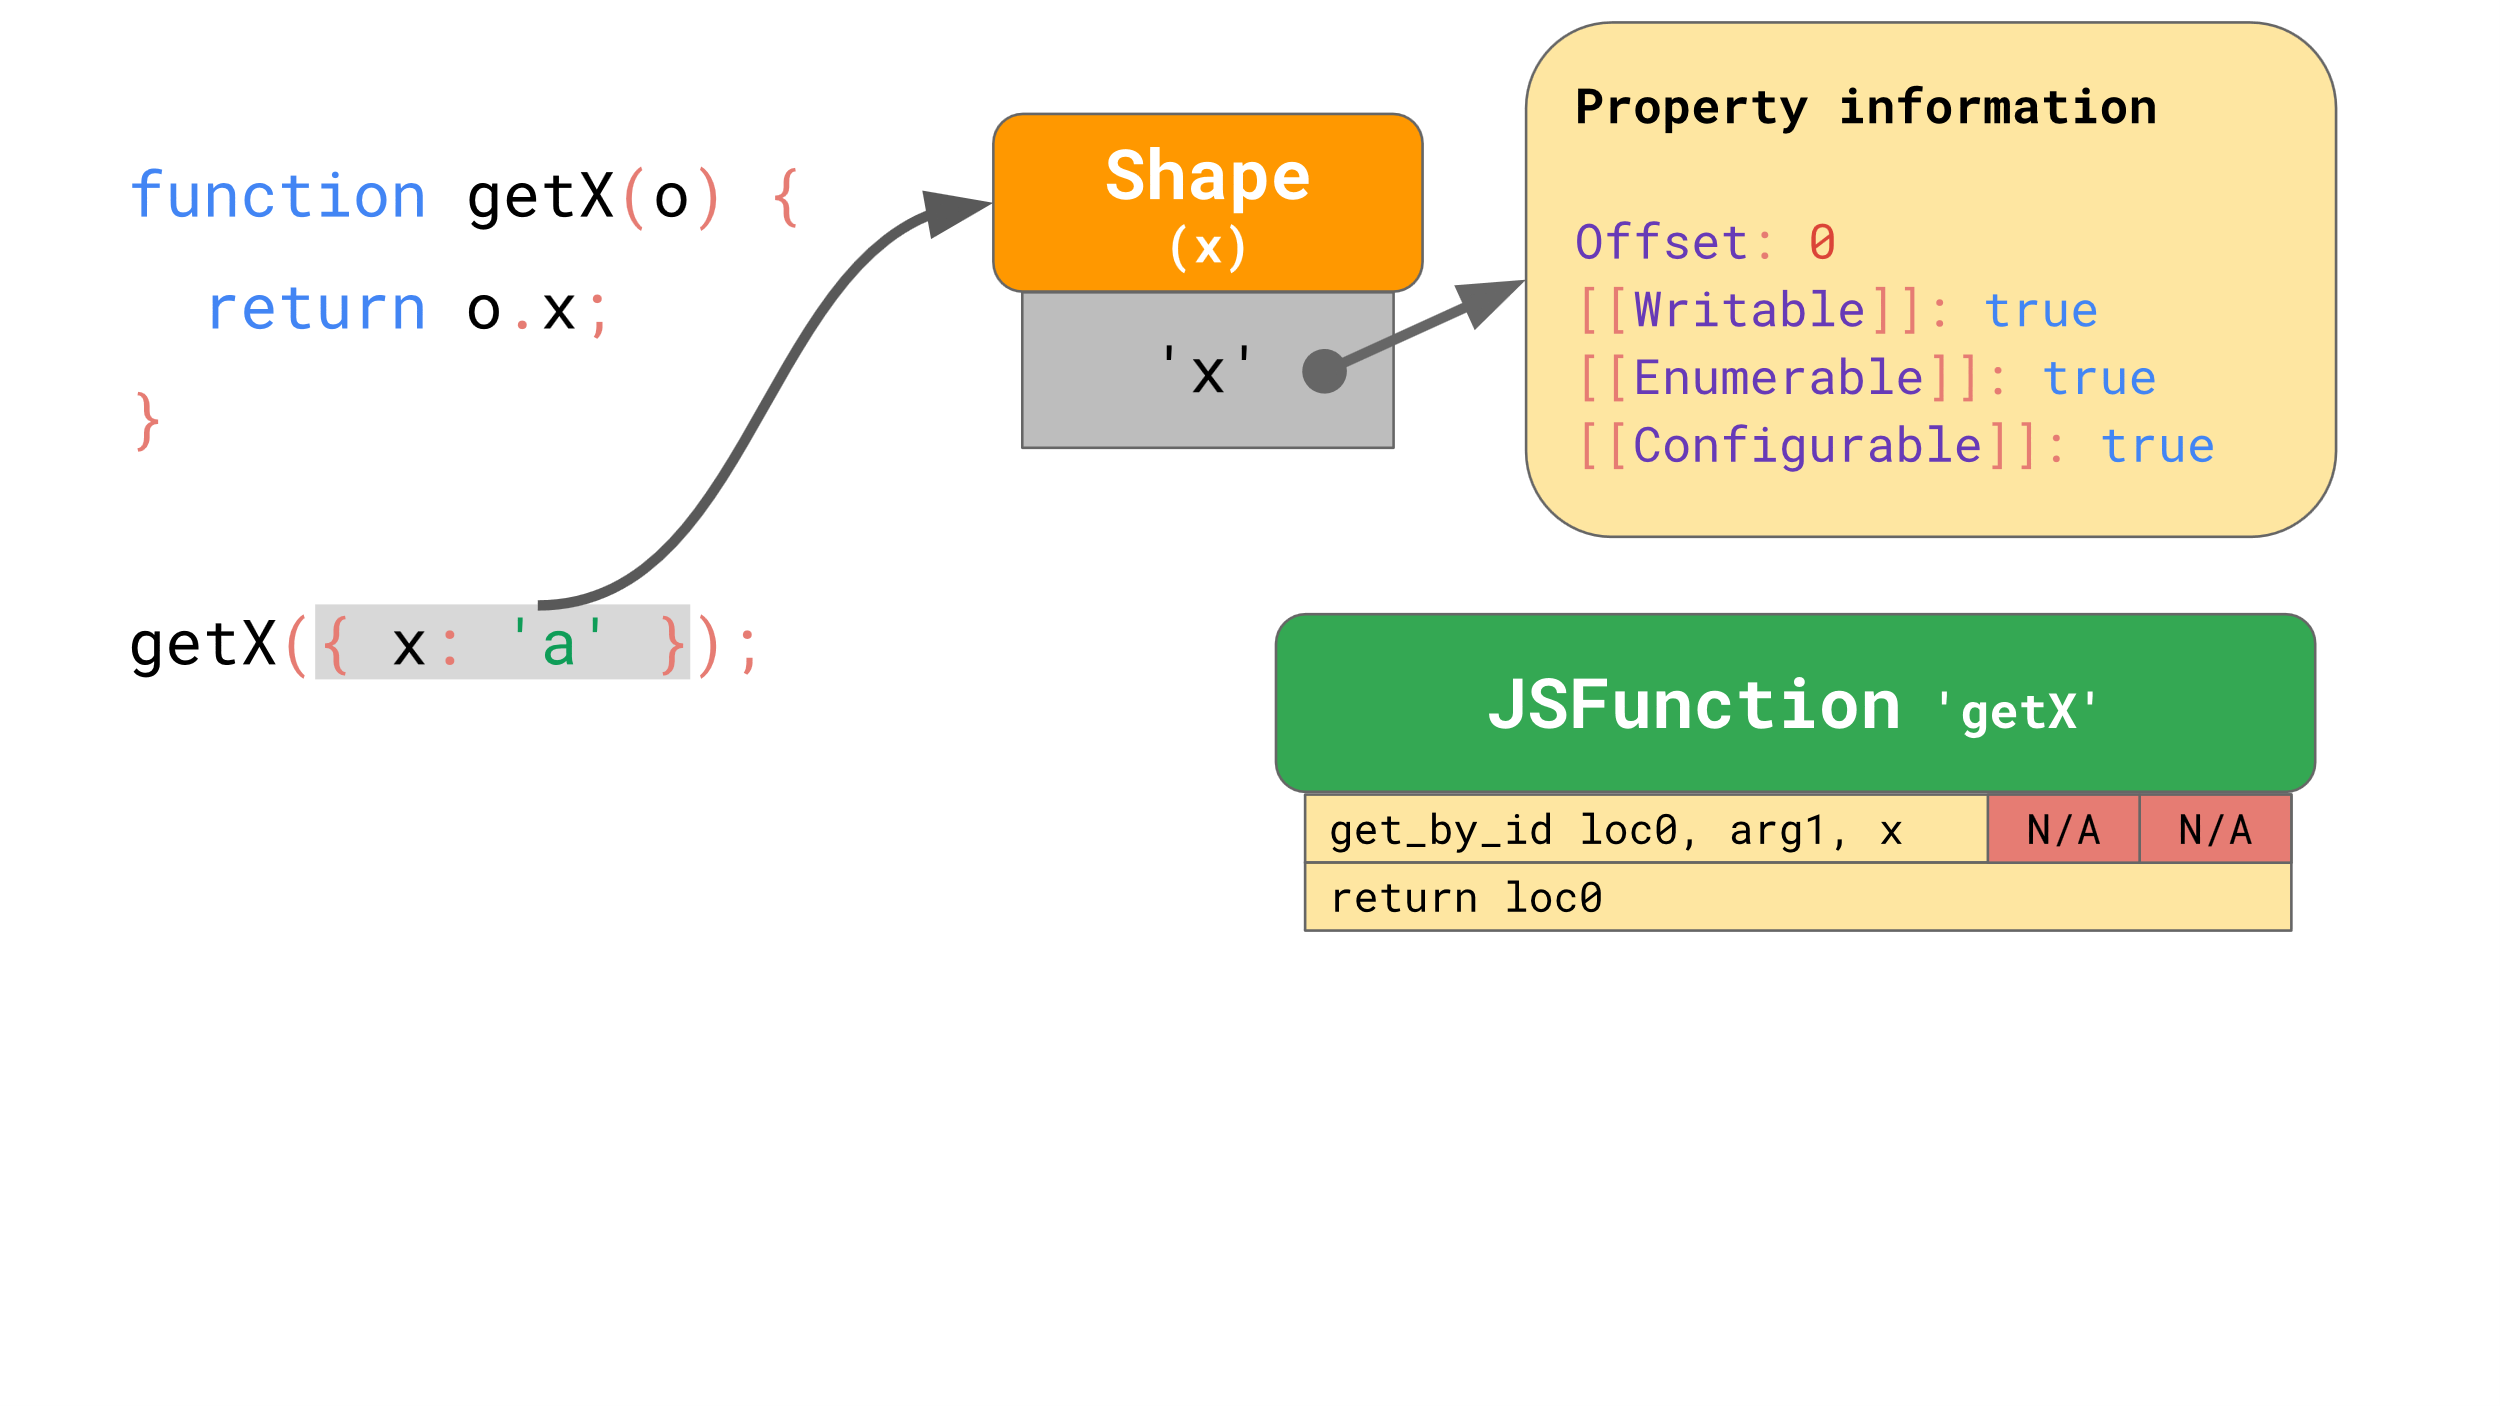 function getX(o) {
return o.x;
}
getX({ x: 'a' });
Shape
(x)
'x'
Property information
Offset: 0
[[Writable]]: true
[[Enumerable]]: true
[[Configurable]]: true
JSFunction 'getX'
get_by_id loc0, arg1, x N/A N/A
return loc0